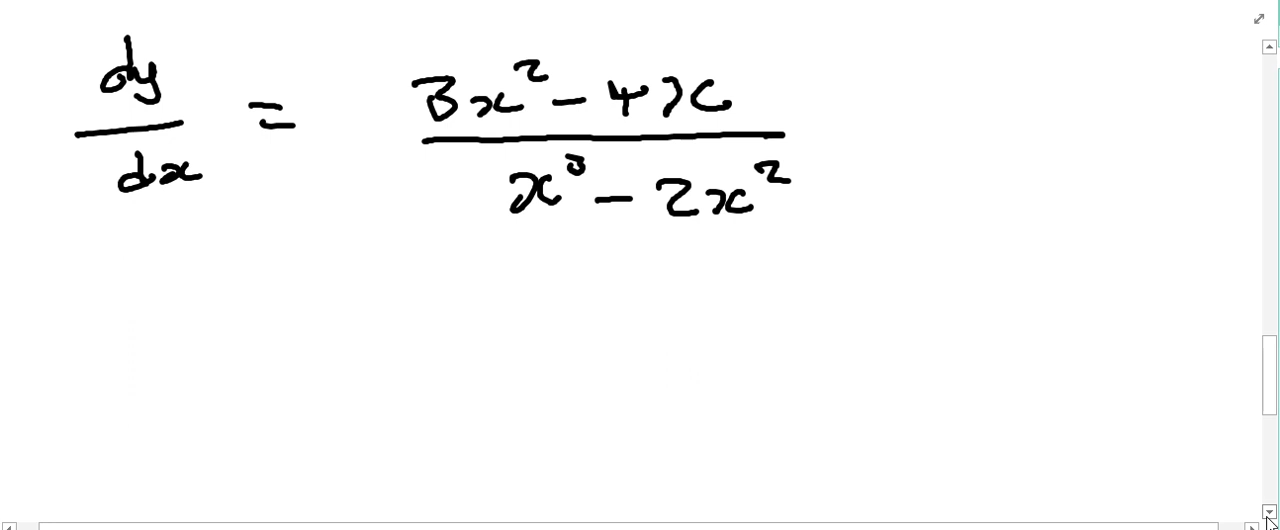 dy/dx = (3x² - 4x)/(x³ - 2x²)